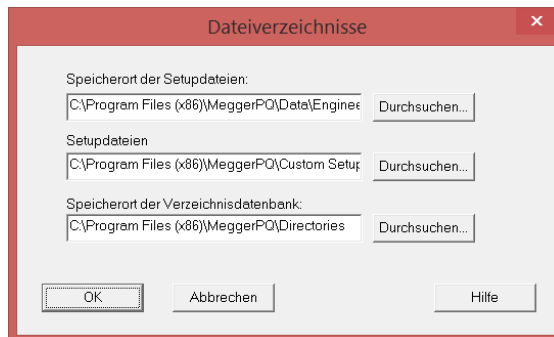 Dateiverzeichnisse
Speicherort der Setupdateien:
C:\Program Files (x86)\MeggerPQ\Data\Enginee
Durchsuchen...
Setupdateien
C:\Program Files (x86)\MeggerPQ\Custom Setup
Durchsuchen...
Speicherort der Verzeichnisdatenbank:
C:\Program Files (x86)\MeggerPQ\Directories
Durchsuchen...
OK
Abbrechen
Hilfe